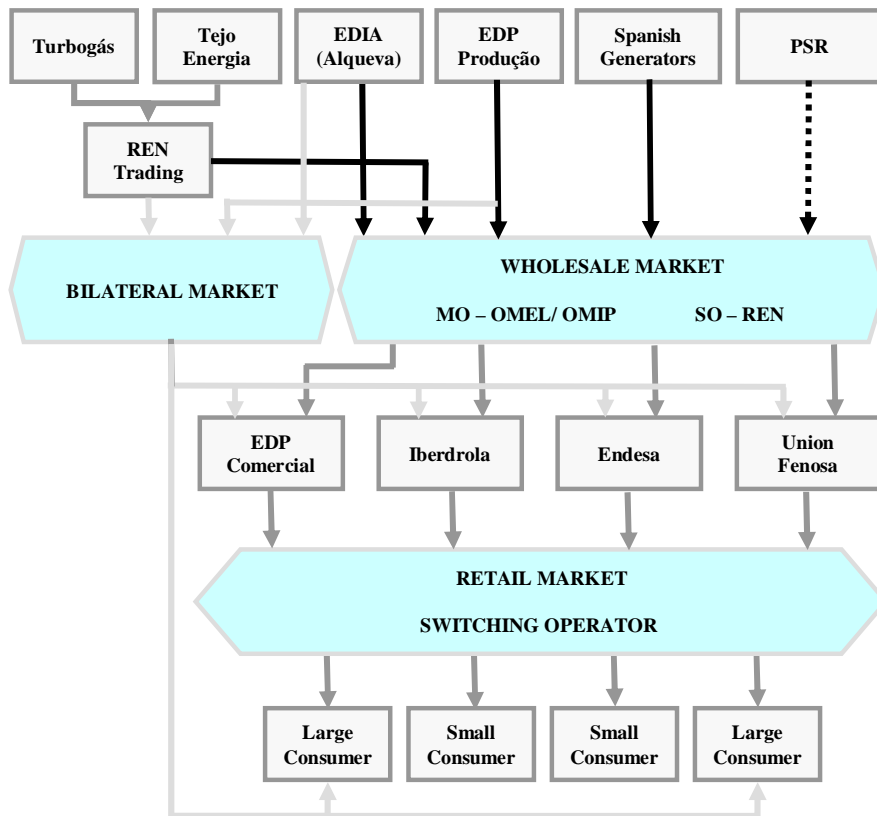 Turbogás
Tejo
Energia
EDIA
(Alqueva)
EDP
Produção
Spanish
Generators
PSR
REN
Trading
BILATERAL MARKET
WHOLESALE MARKET
MO – OMEL/ OMIP
SO – REN
EDP
Comercial
Iberdrola
Endesa
Union
Fenosa
RETAIL MARKET
SWITCHING OPERATOR
Large
Consumer
Small
Consumer
Small
Consumer
Large
Consumer